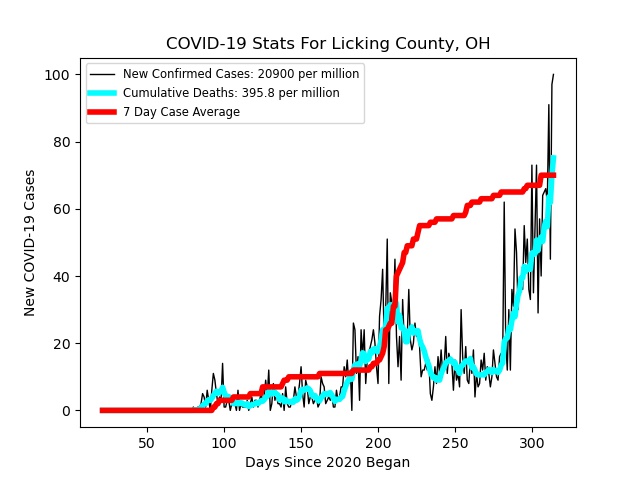 COVID-19 Stats For Licking County, OH
New Confirmed Cases: 20900 per million
Cumulative Deaths: 395.8 per million
7 Day Case Average
100
80
60
40
20
0
New COVID-19 Cases
50 100 150 200 250 300
Days Since 2020 Began